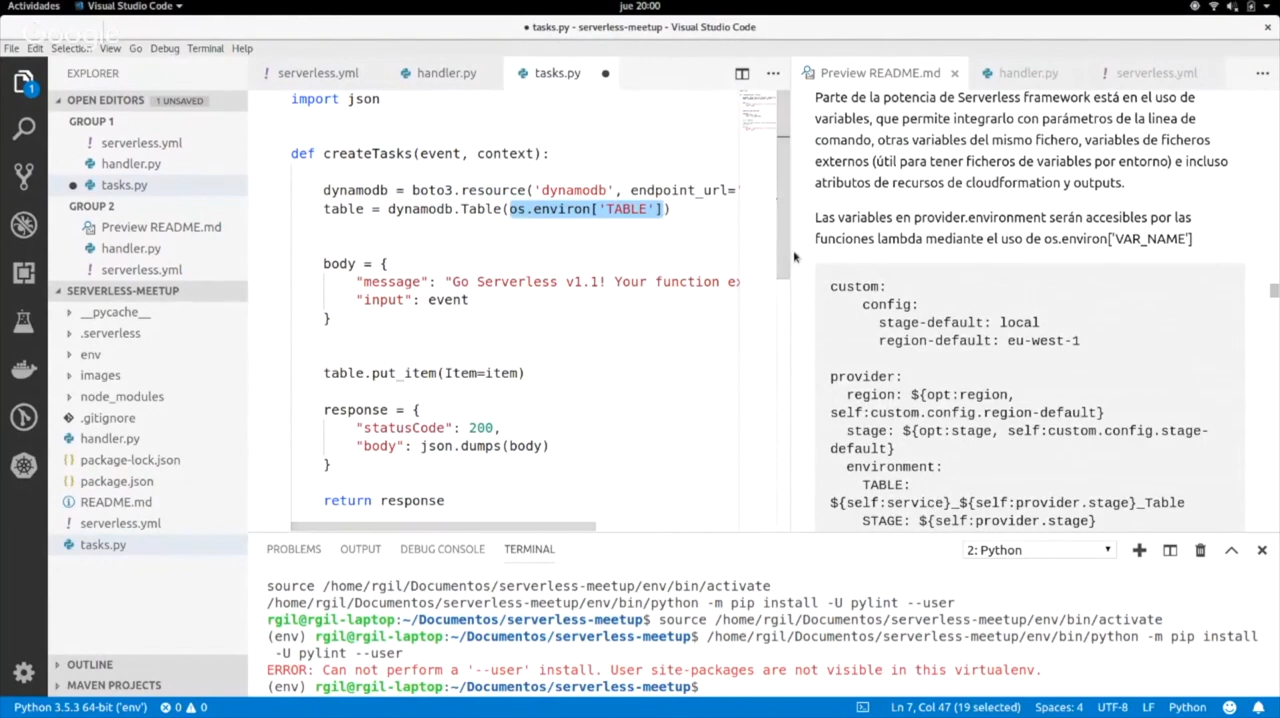 Actividades
Visual Studio Code
jue 20:00
● tasks.py - serverless-meetup - Visual Studio Code
Google
File Edit Selection View Go Debug Terminal Help
EXPLORER
OPEN EDITORS 1 UNSAVED
GROUP 1
serverless.yml
handler.py
tasks.py
GROUP 2
Preview README.md
handler.py
serverless.yml
SERVERLESS-MEETUP
__pycache__
.serverless
env
images
node_modules
.gitignore
handler.py
package-lock.json
package.json
README.md
serverless.yml
tasks.py
OUTLINE
MAVEN PROJECTS
serverless.yml handler.py tasks.py
import json
def createTasks(event, context):
dynamodb = boto3.resource('dynamodb', endpoint_url='
table = dynamodb.Table(os.environ['TABLE'])
body = {
"message": "Go Serverless v1.1! Your function ex
"input": event
}
table.put_item(Item=item)
response = {
"statusCode": 200,
"body": json.dumps(body)
}
return response
Preview README.md handler.py serverless.yml
Parte de la potencia de Serverless framework está en el uso de
variables, que permite integrarlo con parámetros de la linea de
comando, otras variables del mismo fichero, variables de ficheros
externos (útil para tener ficheros de variables por entorno) e incluso
atributos de recursos de cloudformation y outputs.
Las variables en provider.environment serán accesibles por las
funciones lambda mediante el uso de os.environ['VAR_NAME']
custom:
config:
stage-default: local
region-default: eu-west-1
provider:
region: ${opt:region,
self:custom.config.region-default}
stage: ${opt:stage, self:custom.config.stage-
default}
environment:
TABLE:
${self:service}_${self:provider.stage}_Table
STAGE: ${self:provider.stage}
PROBLEMS OUTPUT DEBUG CONSOLE TERMINAL
2: Python
source /home/rgil/Documentos/serverless-meetup/env/bin/activate
/home/rgil/Documentos/serverless-meetup/env/bin/python -m pip install -U pylint --user
rgil@rgil-laptop:~/Documentos/serverless-meetup$ source /home/rgil/Documentos/serverless-meetup/env/bin/activate
(env) rgil@rgil-laptop:~/Documentos/serverless-meetup$ /home/rgil/Documentos/serverless-meetup/env/bin/python -m pip install
-U pylint --user
ERROR: Can not perform a '--user' install. User site-packages are not visible in this virtualenv.
(env) rgil@rgil-laptop:~/Documentos/serverless-meetup$
Python 3.5.3 64-bit ('env') 0 0
Ln 7, Col 47 (19 selected) Spaces: 4 UTF-8 LF Python